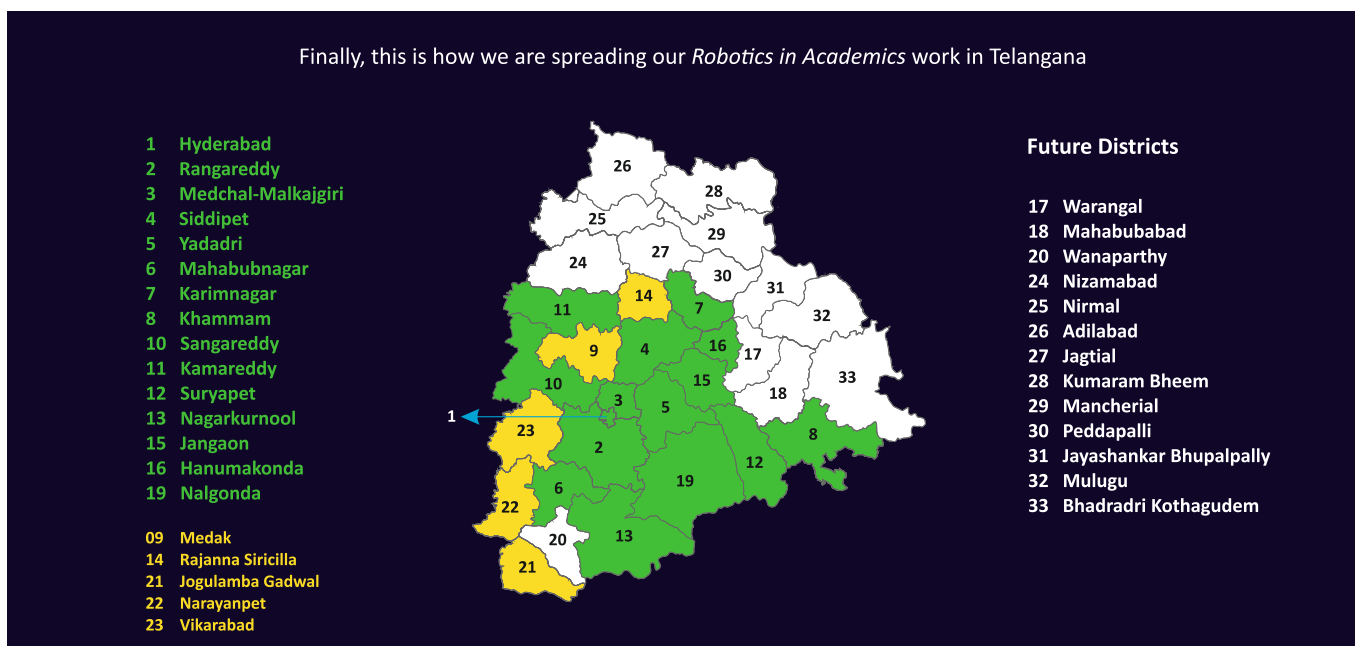 Finally, this is how we are spreading our Robotics in Academics work in Telangana
1 Hyderabad
2 Rangareddy
3 Medchal-Malkajgiri
4 Siddipet
5 Yadadri
6 Mahabubnagar
7 Karimnagar
8 Khammam
10 Sangareddy
11 Kamareddy
12 Suryapet
13 Nagarkurnool
15 Jangaon
16 Hanumakonda
19 Nalgonda
09 Medak
14 Rajanna Siricilla
21 Jogulamba Gadwal
22 Narayanpet
23 Vikarabad
26
28
25
29
27
24
30
31
14
11
7
32
16
9
4
17
33
15
10
18
3
5
1
23
8
2
12
19
6
22
13
20
21
Future Districts
17 Warangal
18 Mahabubabad
20 Wanaparthy
24 Nizamabad
25 Nirmal
26 Adilabad
27 Jagtial
28 Kumaram Bheem
29 Mancherial
30 Peddapalli
31 Jayashankar Bhupalpally
32 Mulugu
33 Bhadradri Kothagudem